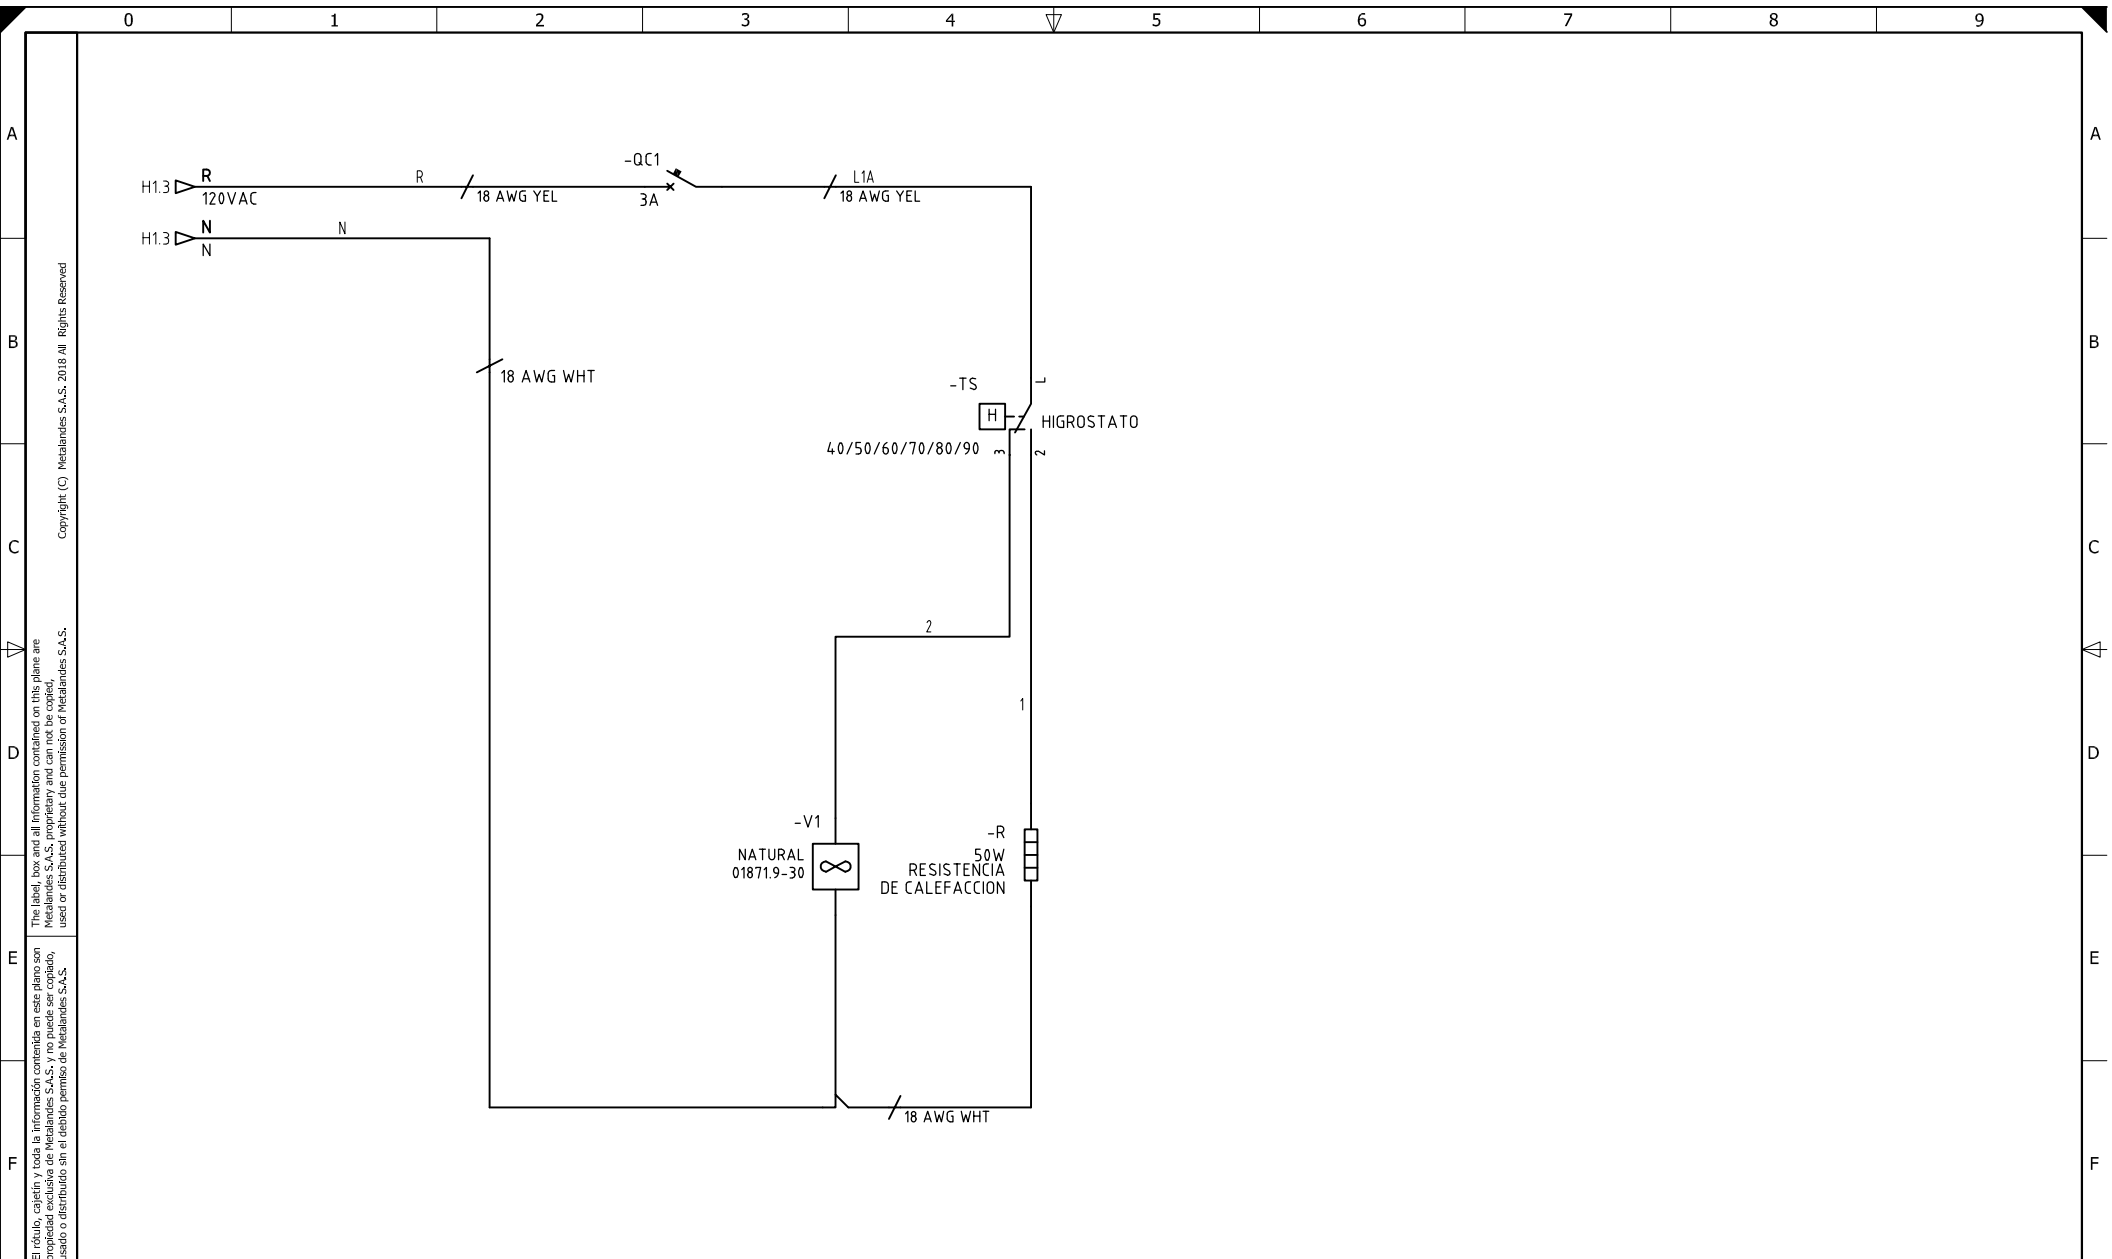 0 1 2 3 4 5 6 7 8 9
A A
-QC1
H1.3 R R L1A
120VAC 18 AWG YEL 3A 18 AWG YEL
H1.3 N N
N
B B
18 AWG WHT
-TS L
H HIGROSTATO
40/50/60/70/80/90 3 2
C C
2
1
D D
-V1
-R
NATURAL 50W
01871.9-30 RESISTENCIA
DE CALEFACCION
E E
18 AWG WHT
F F
Copyright (C) Metalandes S.A.S. 2018 All Rights Reserved
The label, box and all information contained on this plane are
Metalandes S.A.S. proprietary and can not be copied,
used or distributed without due permission of Metalandes S.A.S.
El rótulo, cajetín y toda la información contenida en este plano son
propiedad exclusiva de Metalandes S.A.S. y no puede ser copiado,
usado o distribuido sin el debido permiso de Metalandes S.A.S.